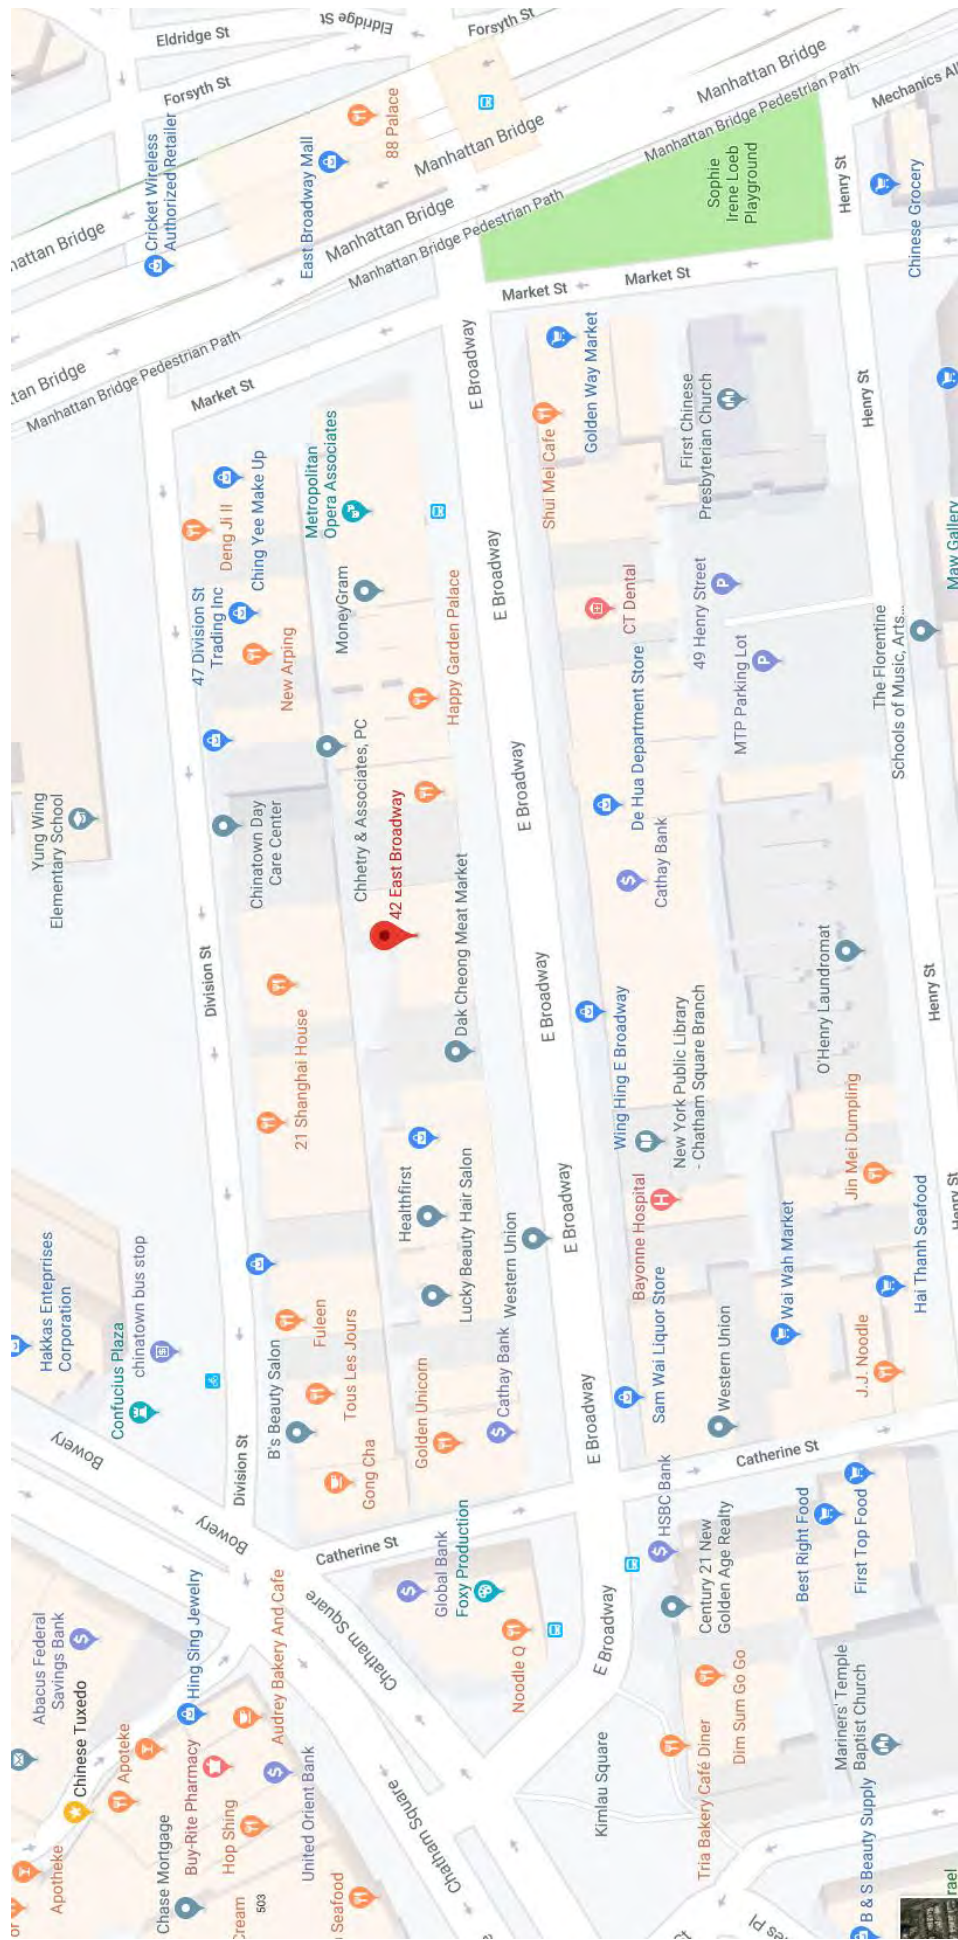 Eldridge St
Eldridge St
Forsyth St
Forsyth St
Manhattan Bridge
Manhattan Bridge Pedestrian Path
Mechanics
Cricket Wireless
Authorized Retailer
88 Palace
East Broadway Mall
Manhattan Bridge
Manhattan Bridge
Manhattan Bridge Pedestrian Path
Sophie
Irene Loeb
Playground
Henry St
Chinese Grocery
Bridge
Bridge
Manhattan Bridge Pedestrian Path
Market St
Market St
Market St
E Broadway
Golden Way Market
Shui Mei Cafe
First Chinese
Presbyterian Church
Henry St
Deng Ji II
Ching Yee Make Up
Metropolitan
Opera Associates
47 Division St
Trading Inc
New Arping
MoneyGram
Happy Garden Palace
E Broadway
CT Dental
49 Henry Street
MTP Parking Lot
Maw Gallery
The Florentine
Schools of Music, Arts...
Yung Wing
Elementary School
Chinatown Day
Care Center
Chhetry & Associates, PC
42 East Broadway
Dak Cheong Meat Market
E Broadway
De Hua Department Store
Cathay Bank
O'Henry Laundromat
Henry St
Division St
21 Shanghai House
E Broadway
Wing Hing E Broadway
New York Public Library
- Chatham Square Branch
Bayonne Hospital
Jin Mei Dumpling
Henry St
Hakkas Enteprrises
Corporation
chinatown bus stop
Confucius Plaza
Healthfirst
Lucky Beauty Hair Salon
Western Union
E Broadway
Wai Wah Market
Hai Thanh Seafood
Fuleen
Tous Les Jours
B's Beauty Salon
Golden Unicorn
Cathay Bank
Gong Cha
E Broadway
Sam Wai Liquor Store
Western Union
J.J. Noodle
Bowery
Division St
Bowery
Catherine St
Catherine St
HSBC Bank
Century 21 New
Golden Age Realty
Best Right Food
First Top Food
Global Bank
Foxy Production
Noodle Q
E Broadway
Chatham Square
Abacus Federal
Savings Bank
Chinese Tuxedo
Hing Sing Jewelry
Audrey Bakery And Cafe
Apoteke
Buy-Rite Pharmacy
Hop Shing
United Orient Bank
Apotheke
Chase Mortgage
Cream
503
Seafood
Chatham Square
Kimlau Square
Tria Bakery Café Diner
Dim Sum Go Go
Mariners' Temple
Baptist Church
B & S Beauty Supply